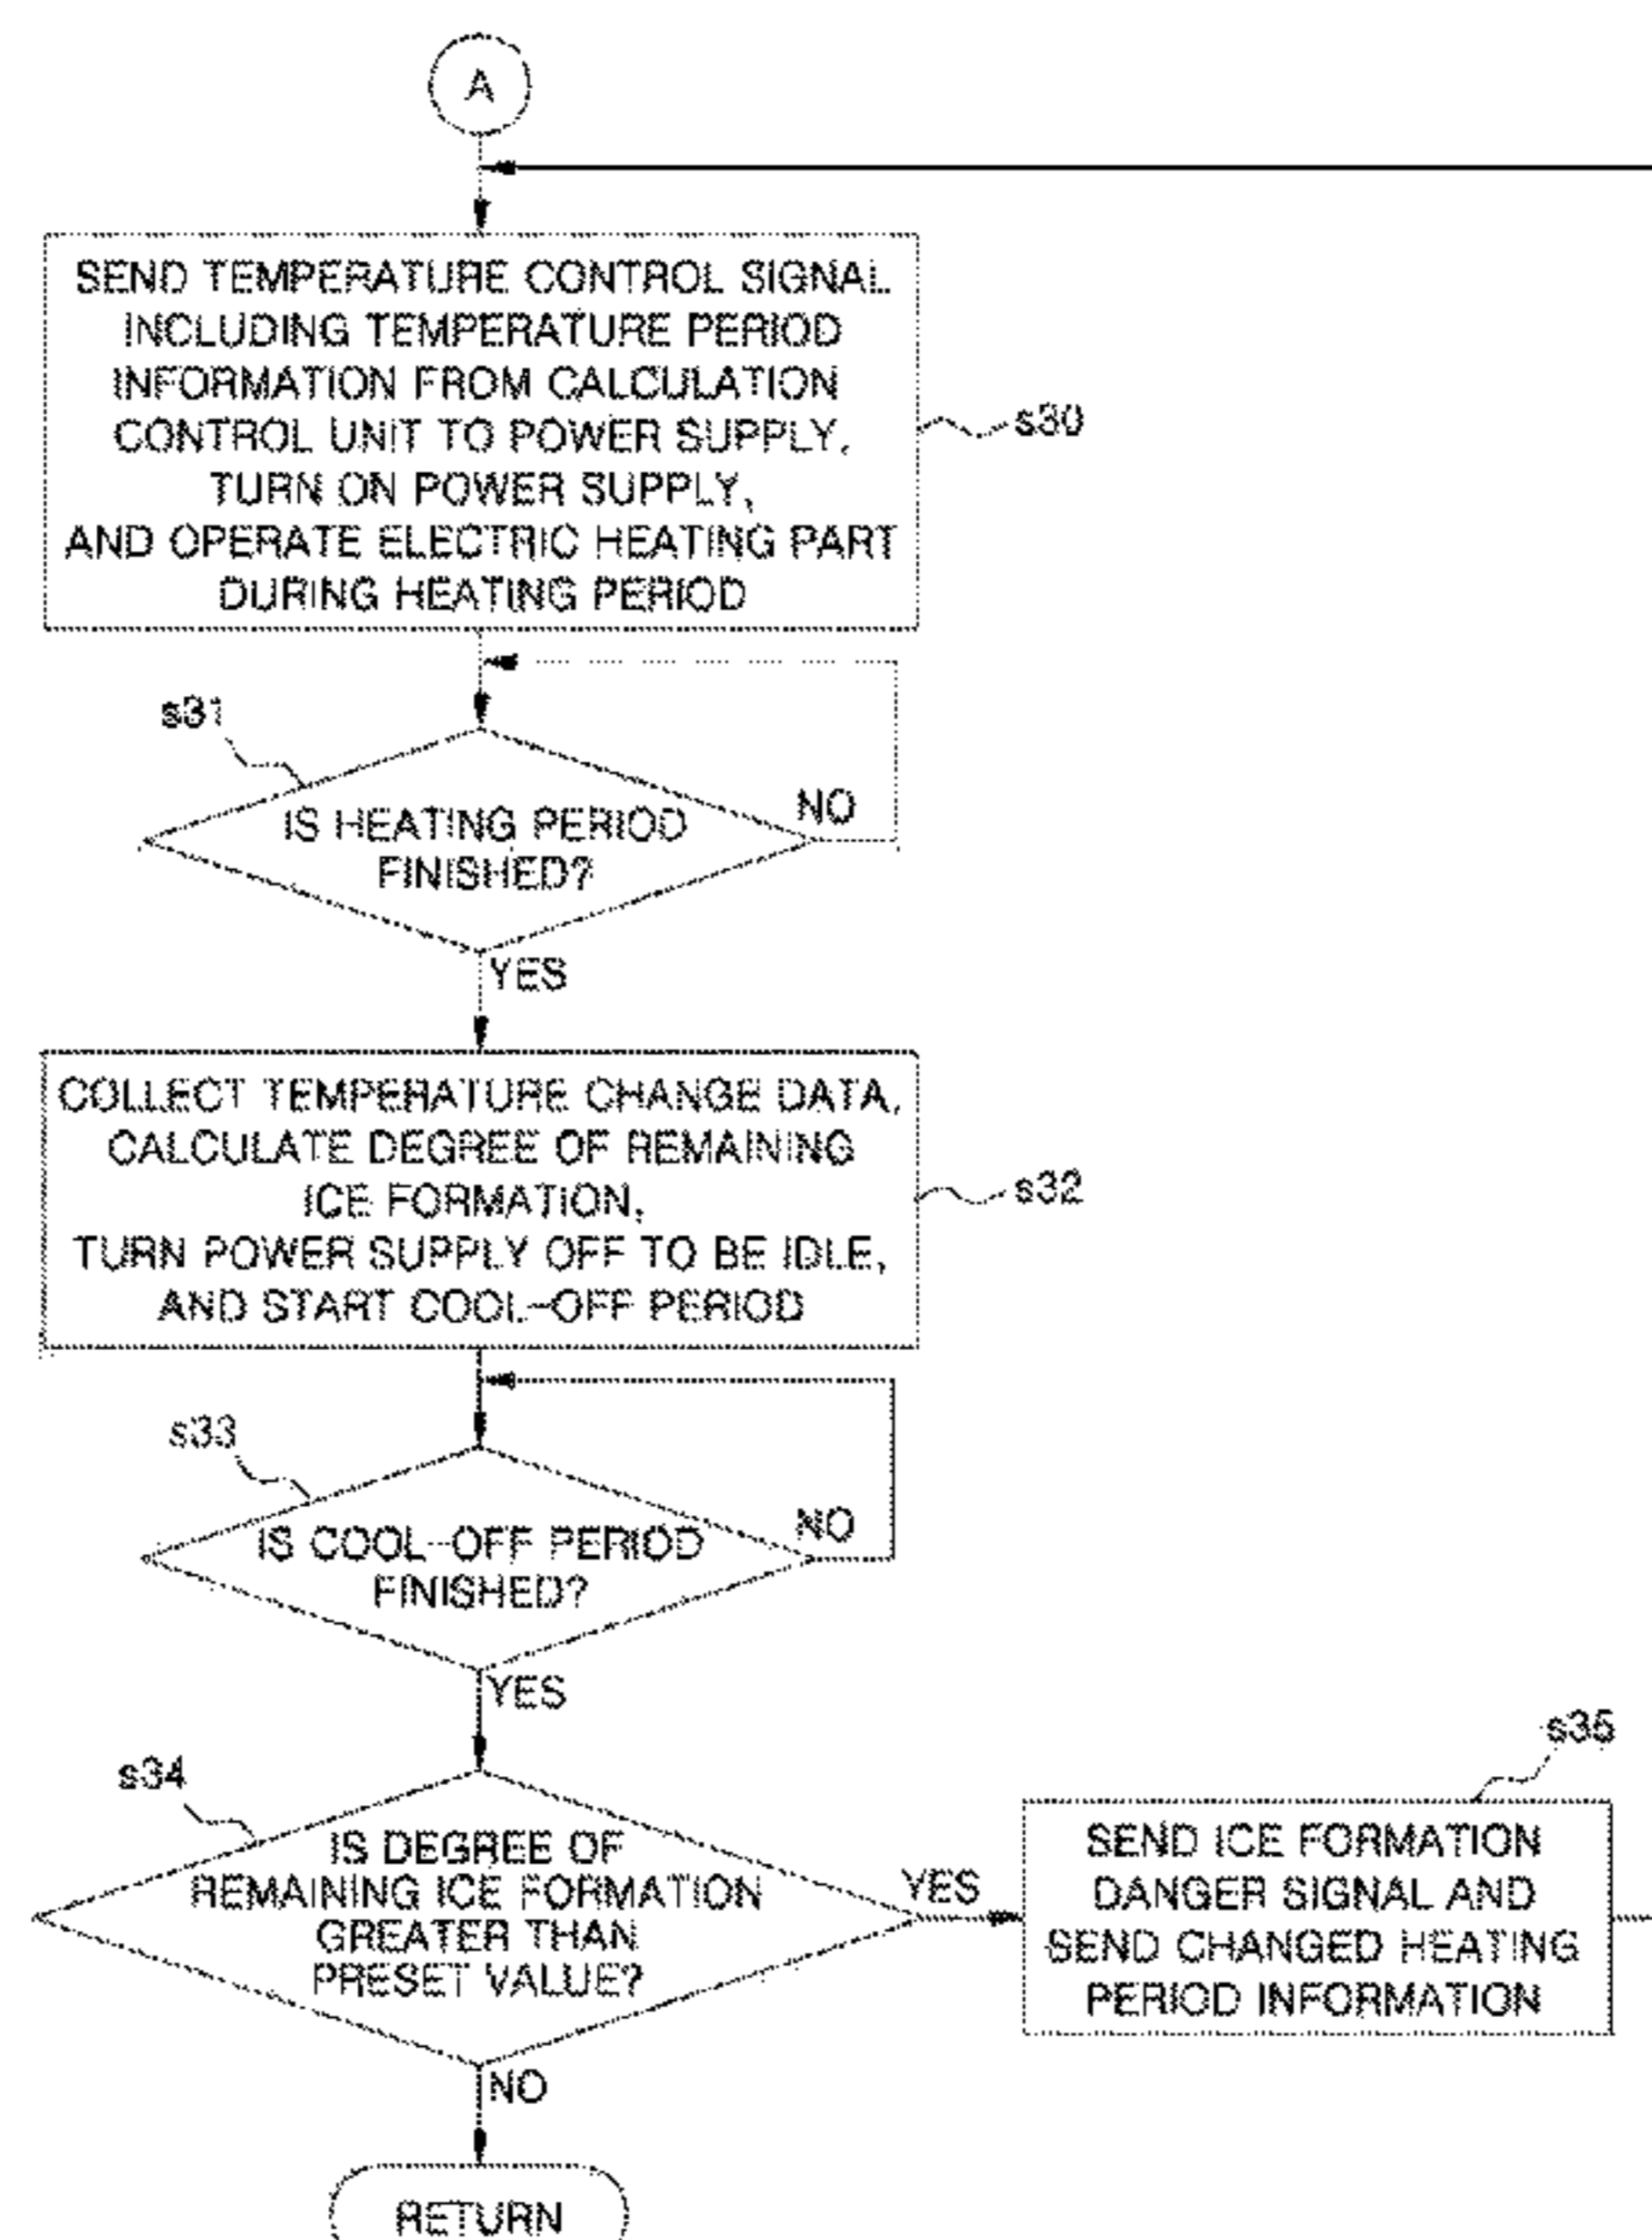 A
SEND TEMPERATURE CONTROL SIGNAL
INCLUDING TEMPERATURE PERIOD
INFORMATION FROM CALCULATION
CONTROL UNIT TO POWER SUPPLY,
TURN ON POWER SUPPLY,
AND OPERATE ELECTRIC HEATING PART
DURING HEATING PERIOD
s30
s31
IS HEATING PERIOD
FINISHED?
NO
YES
COLLECT TEMPERATURE CHANGE DATA,
CALCULATE DEGREE OF REMAINING
ICE FORMATION,
TURN POWER SUPPLY OFF TO BE IDLE,
AND START COOL-OFF PERIOD
s32
s33
IS COOL-OFF PERIOD
FINISHED?
NO
YES
s34
IS DEGREE OF
REMAINING ICE FORMATION
GREATER THAN
PRESET VALUE?
YES
s35
SEND ICE FORMATION
DANGER SIGNAL AND
SEND CHANGED HEATING
PERIOD INFORMATION
NO
RETURN